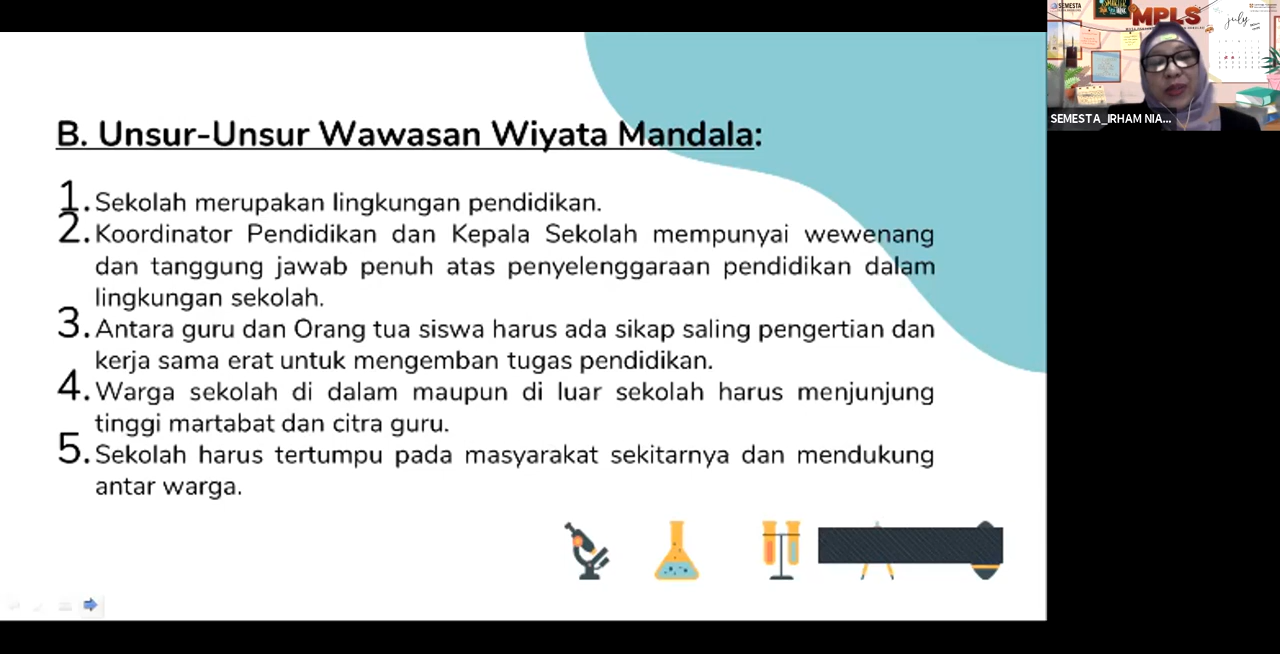 B. Unsur-Unsur Wawasan Wiyata Mandala:
1. Sekolah merupakan lingkungan pendidikan.
2. Koordinator Pendidikan dan Kepala Sekolah mempunyai wewenang
dan tanggung jawab penuh atas penyelenggaraan pendidikan dalam
lingkungan sekolah.
3. Antara guru dan Orang tua siswa harus ada sikap saling pengertian dan
kerja sama erat untuk mengemban tugas pendidikan.
4. Warga sekolah di dalam maupun di luar sekolah harus menjunjung
tinggi martabat dan citra guru.
5. Sekolah harus tertumpu pada masyarakat sekitarnya dan mendukung
antar warga.
SEMESTA
MPLS
july
SEMESTA_IRHAM NIA...